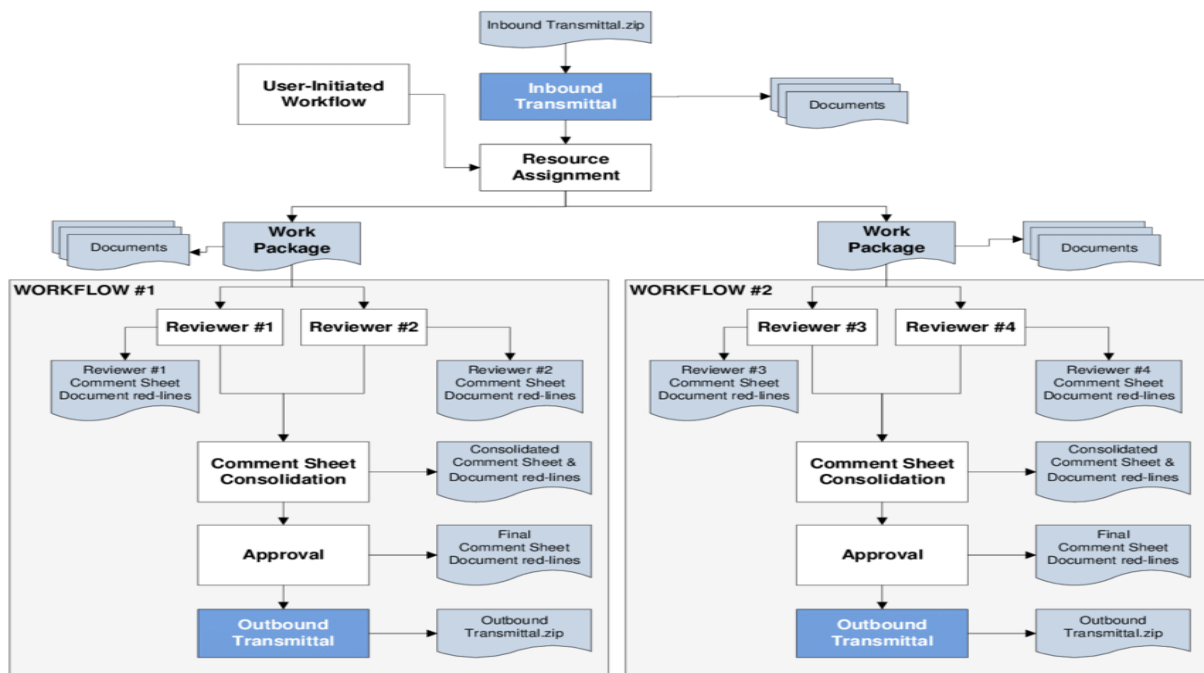 Inbound Transmittal.zip
User-Initiated
Workflow
Inbound
Transmittal
Documents
Resource
Assignment
Documents
Work
Package
Work
Package
Documents
WORKFLOW #1
Reviewer #1
Reviewer #2
Reviewer #1
Comment Sheet
Document red-lines
Reviewer #2
Comment Sheet
Document red-lines
Comment Sheet
Consolidation
Consolidated
Comment Sheet &
Document red-lines
Approval
Final
Comment Sheet
Document red-lines
Outbound
Transmittal
Outbound
Transmittal.zip
WORKFLOW #2
Reviewer #3
Reviewer #4
Reviewer #3
Comment Sheet
Document red-lines
Reviewer #4
Comment Sheet
Document red-lines
Comment Sheet
Consolidation
Consolidated
Comment Sheet &
Document red-lines
Approval
Final
Comment Sheet
Document red-lines
Outbound
Transmittal
Outbound
Transmittal.zip